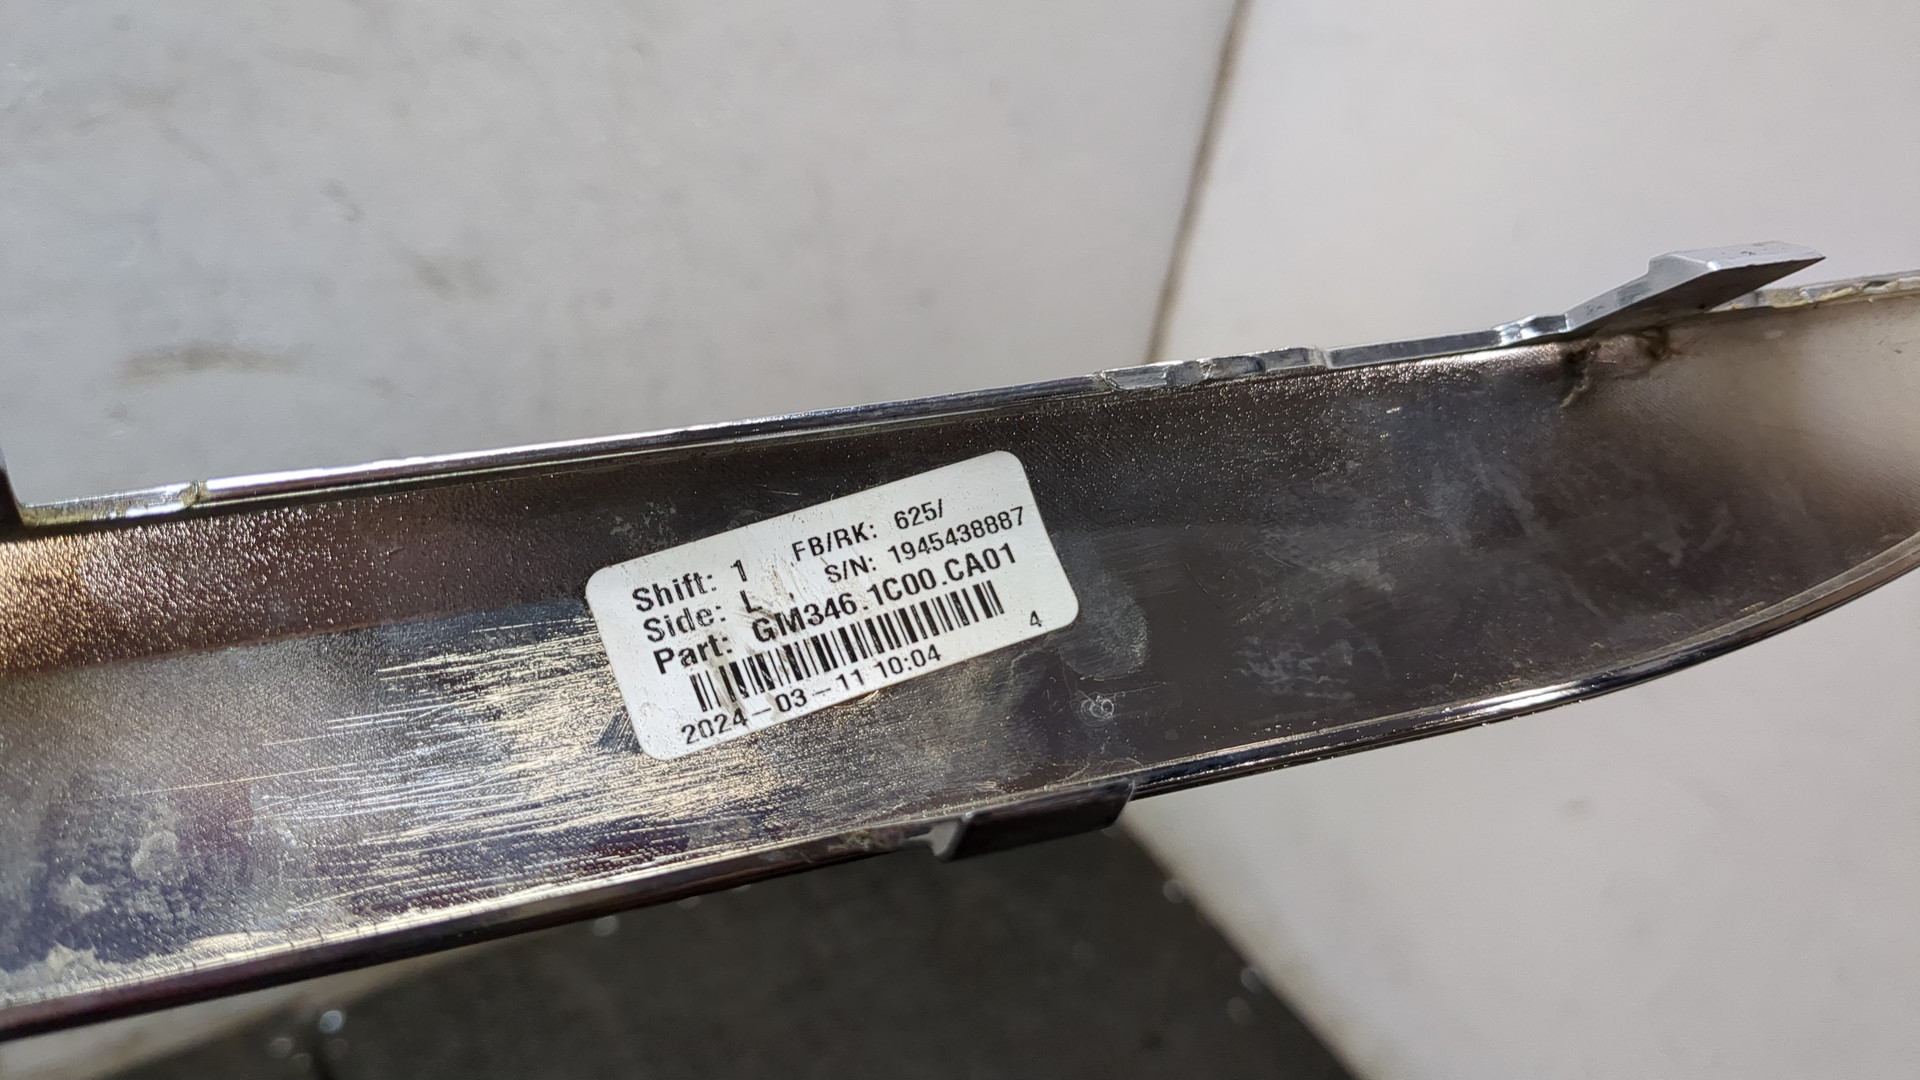 Shift: 1 FB/RK: 625/
Side: L S/N: 1945438887
Part: GM346.1C00.CA01
4
2024-03-11 10:04